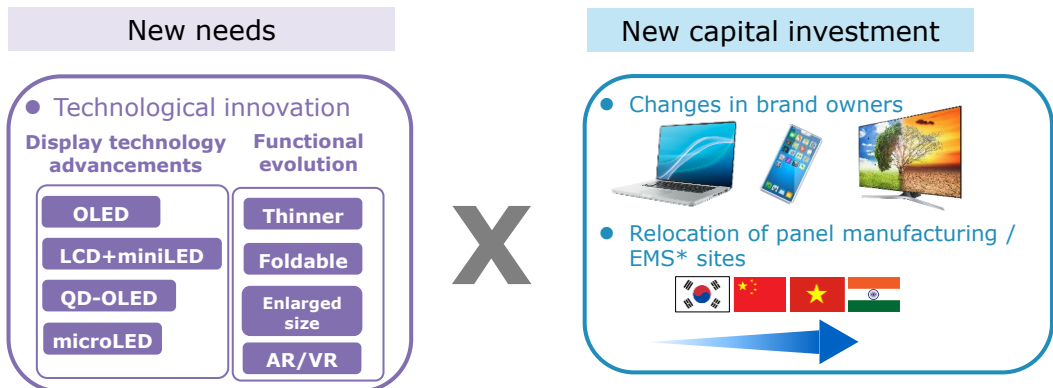 New needs
New capital investment
● Technological innovation
Display technology
advancements
Functional
evolution
OLED
LCD+miniLED
QD-OLED
microLED
Thinner
Foldable
Enlarged
size
AR/VR
X
● Changes in brand owners
● Relocation of panel manufacturing /
EMS* sites